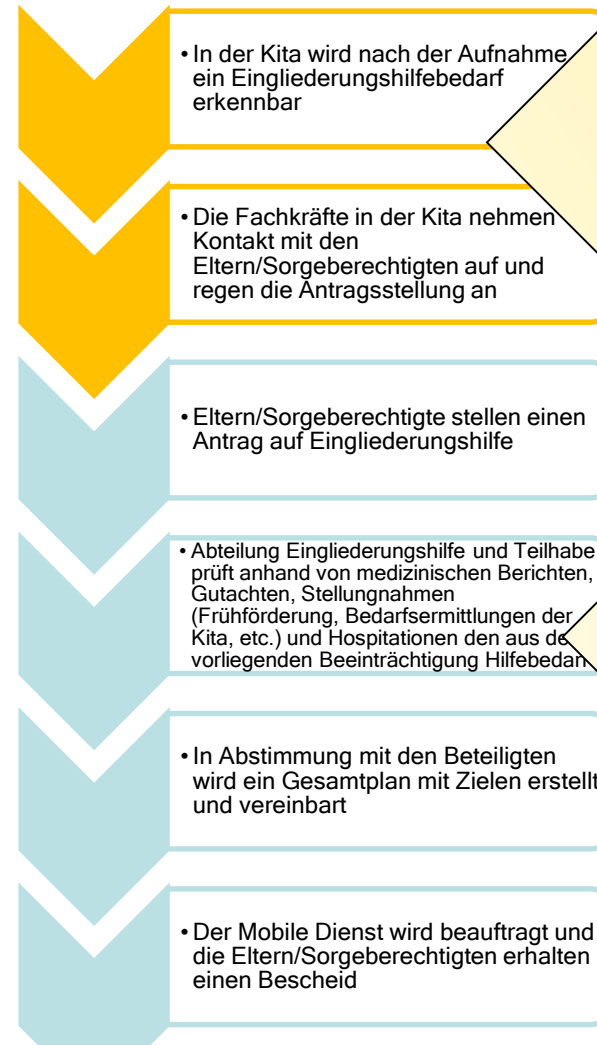 • In der Kita wird nach der Aufnahme
ein Eingliederungshilfebedarf
erkennbar
• Die Fachkräfte in der Kita nehmen
Kontakt mit den
Eltern/Sorgeberechtigten auf und
regen die Antragsstellung an
• Eltern/Sorgeberechtigte stellen einen
Antrag auf Eingliederungshilfe
• Abteilung Eingliederungshilfe und Teilhabe
prüft anhand von medizinischen Berichten,
Gutachten, Stellungnahmen
(Frühförderung, Bedarfsermittlungen der
Kita, etc.) und Hospitationen den aus
vorliegenden Beeinträchtigung Hilfebedarf
• In Abstimmung mit den Beteiligten
wird ein Gesamtplan mit Zielen erstellt
und vereinbart
• Der Mobile Dienst wird beauftragt und
die Eltern/Sorgeberechtigten erhalten
einen Bescheid